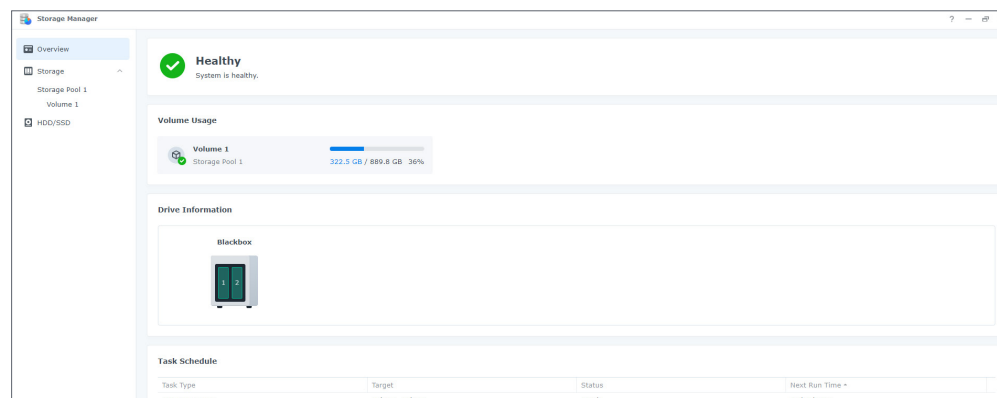 Storage Manager
?
Overview
Storage
Storage Pool 1
Volume 1
HDD/SSD
Healthy
System is healthy.
Volume Usage
Volume 1
Storage Pool 1
322.5 GB / 889.8 GB 36%
Drive Information
Blackbox
1 2
Task Schedule
Task Type Target Status Next Run Time